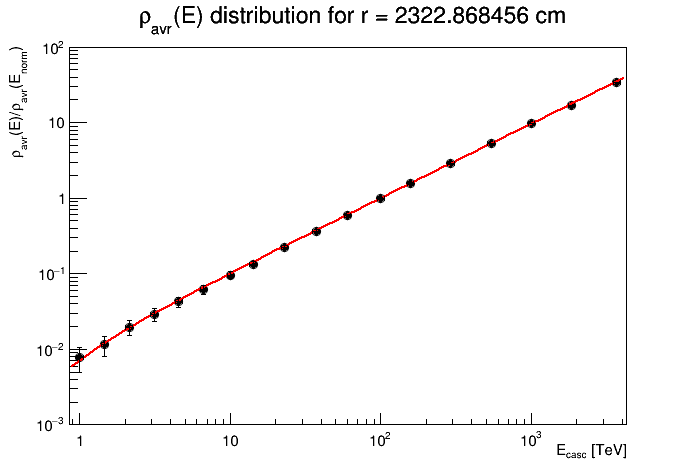 ρavr(E) distribution for r = 2322.868456 cm
ρavr(E)/ρavr(Enorm)
10²
10
1
10⁻¹
10⁻²
10⁻³
1 10 10² 10³
Ecasc [TeV]